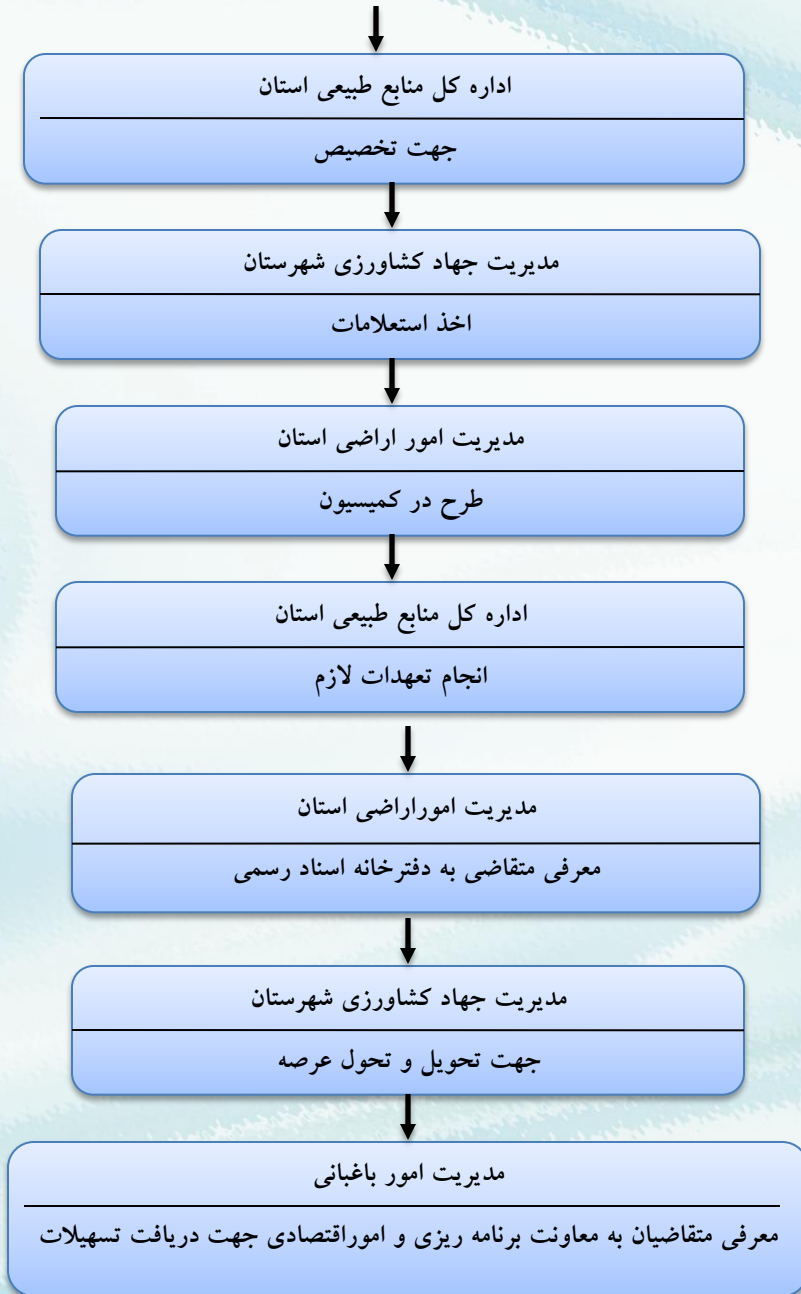 اداره کل منابع طبیعی استان
جهت تخصیص
مدیریت جهاد کشاورزی شهرستان
اخذ استعلامات
مدیریت امور اراضی استان
طرح در کمیسیون
اداره کل منابع طبیعی استان
انجام تعهدات لازم
مدیریت اموراراضی استان
معرفی متقاضی به دفترخانه اسناد رسمی
مدیریت جهاد کشاورزی شهرستان
جهت تحویل و تحول عرصه
مدیریت امور باغبانی
معرفی متقاضیان به معاونت برنامه ریزی و اموراقتصادی جهت دریافت تسهیلات